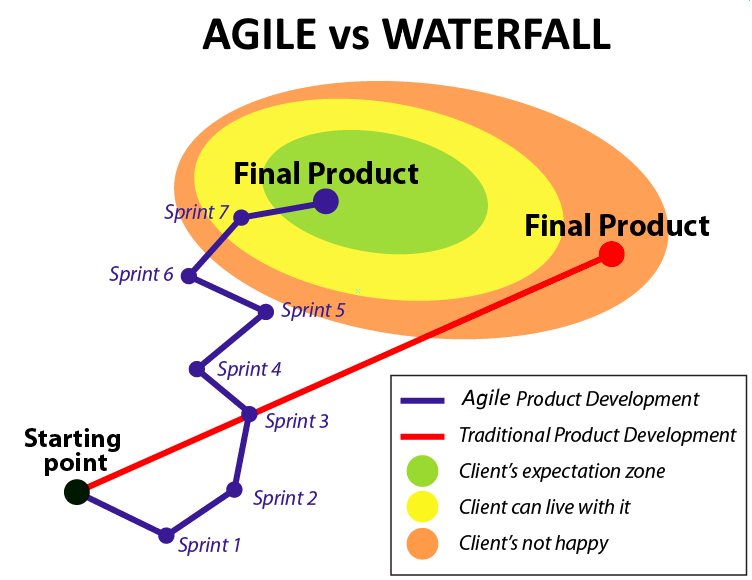 AGILE vs WATERFALL
Final Product
Sprint 7
Final Product
Sprint 6
Sprint 5
Sprint 4
Sprint 3
Starting
point
Sprint 2
Sprint 1
Agile Product Development
Traditional Product Development
Client's expectation zone
Client can live with it
Client's not happy